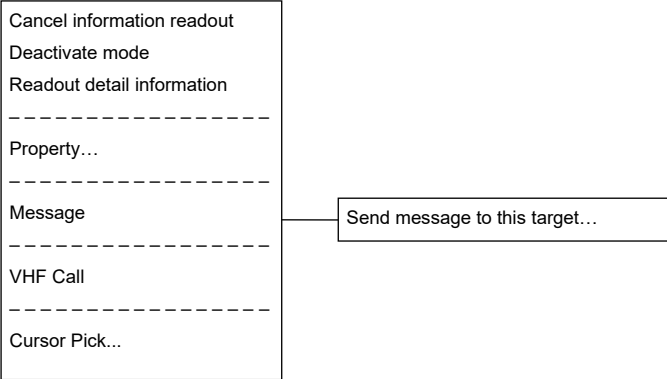 Cancel information readout
Deactivate mode
Readout detail information
Property…
Message
Send message to this target…
VHF Call
Cursor Pick...